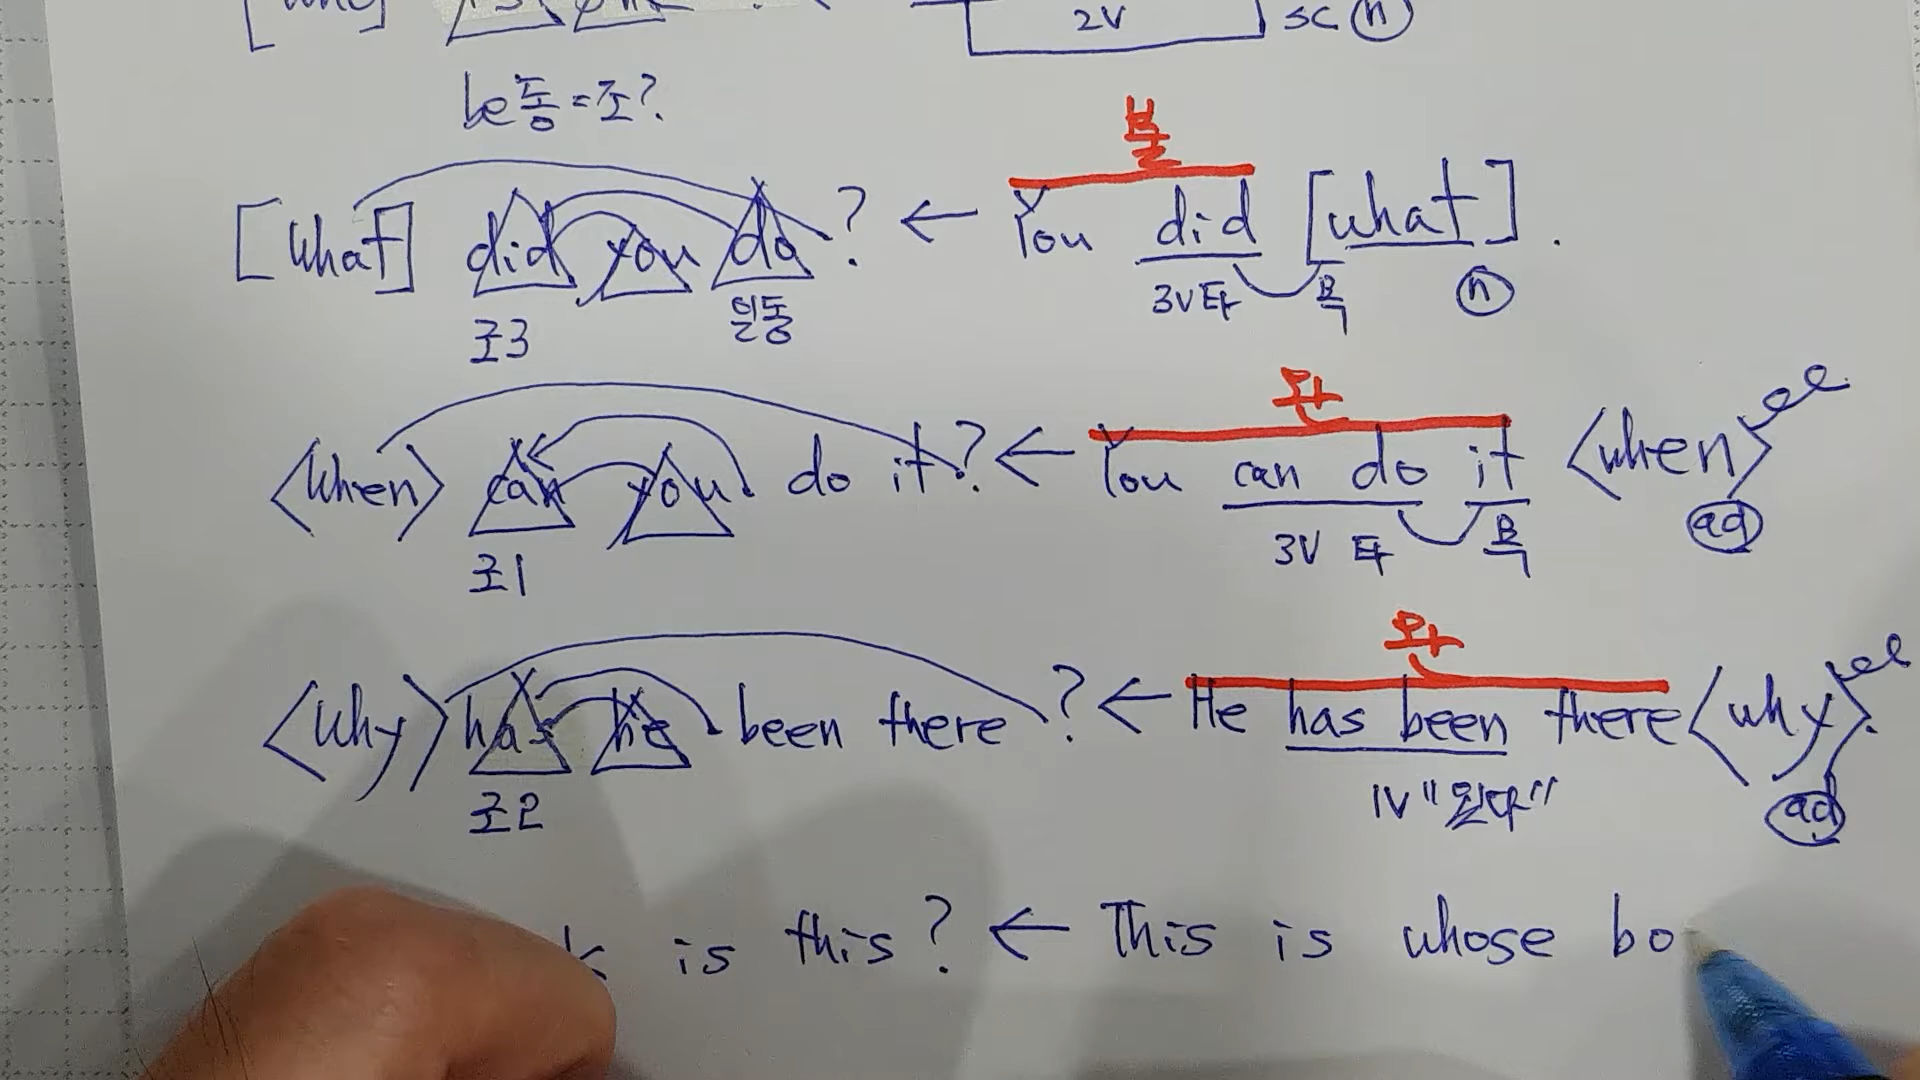 2V SC ⓝ
be동=조?
불
[What] did you do? ← You did [what].
조3 일동 3V타 목 ⓝ
완
<When> can you do it? ← You can do it <when>
조1 3V 타 목 ad
완
<Why> has he been there? ← He has been there <why>.
조2 1V "있다" ad
is this? ← This is whose bo